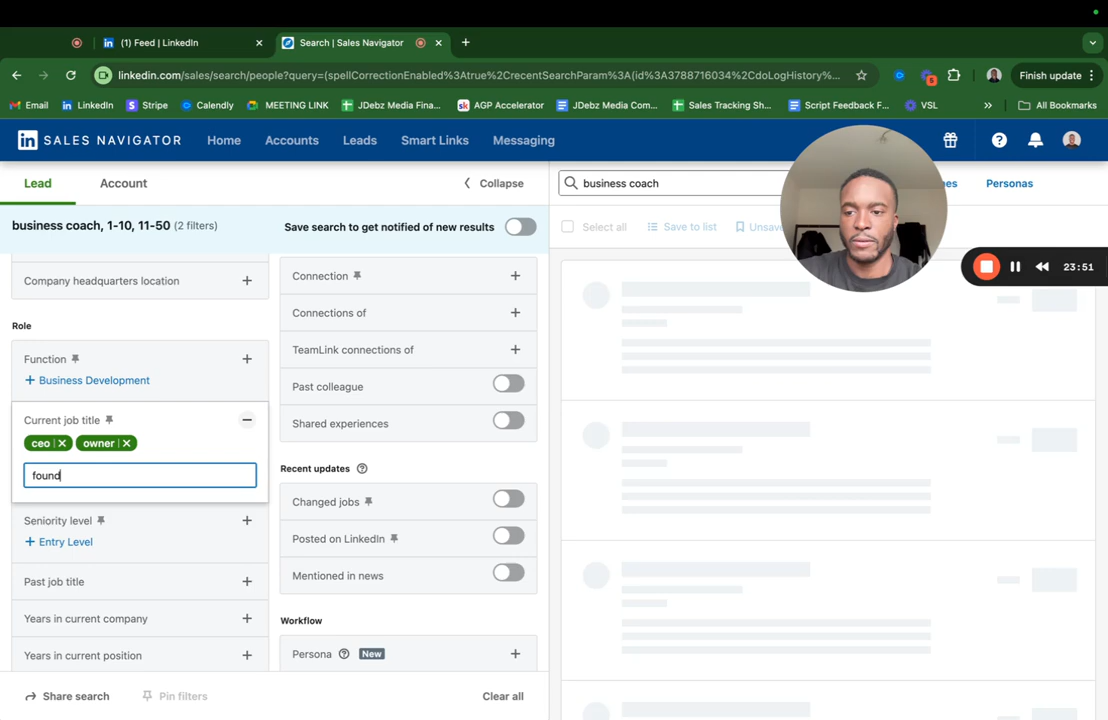 (1) Feed | LinkedIn
Search | Sales Navigator
linkedin.com/sales/search/people?query=(spellCorrectionEnabled%3Atrue%2CrecentSearchParam%3A(id%3A3788716034%2CdoLogHistory%...
Finish update
Email
LinkedIn
Stripe
Calendly
MEETING LINK
JDebz Media Fina...
AGP Accelerator
JDebz Media Com...
Sales Tracking Sh...
Script Feedback F...
VSL
»
All Bookmarks
in SALES NAVIGATOR
Home
Accounts
Leads
Smart Links
Messaging
Lead
Account
Collapse
business coach
Personas
business coach, 1-10, 11-50 (2 filters)
Save search to get notified of new results
Select all
Save to list
Unsav
23:51
Company headquarters location
Role
Function
+ Business Development
Current job title
ceo
owner
found
Seniority level
+ Entry Level
Past job title
Years in current company
Years in current position
Connection
Connections of
TeamLink connections of
Past colleague
Shared experiences
Recent updates
Changed jobs
Posted on LinkedIn
Mentioned in news
Workflow
Persona
New
Share search
Pin filters
Clear all